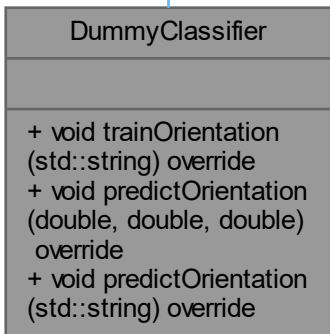 DummyClassifier
+ void trainOrientation
(std::string) override
+ void predictOrientation
(double, double, double)
override
+ void predictOrientation
(std::string) override